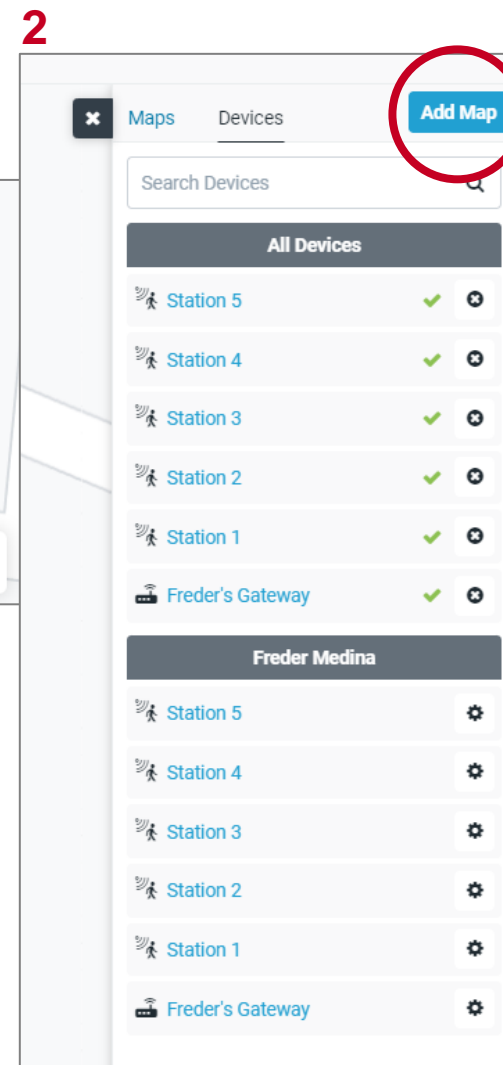 2
Maps Devices Add Map
Search Devices
All Devices
Station 5
Station 4
Station 3
Station 2
Station 1
Freder's Gateway
Freder Medina
Station 5
Station 4
Station 3
Station 2
Station 1
Freder's Gateway